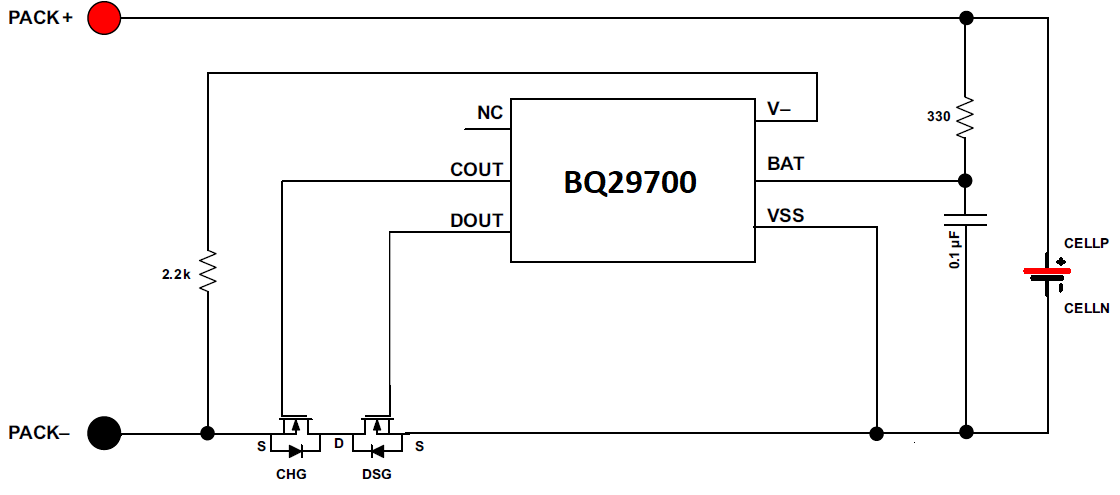 PACK+
V–
NC
330
COUT
BAT
BQ29700
DOUT
VSS
0.1 µF
CELLP
+
2.2k
–
CELLN
PACK–
S
D
S
CHG
DSG